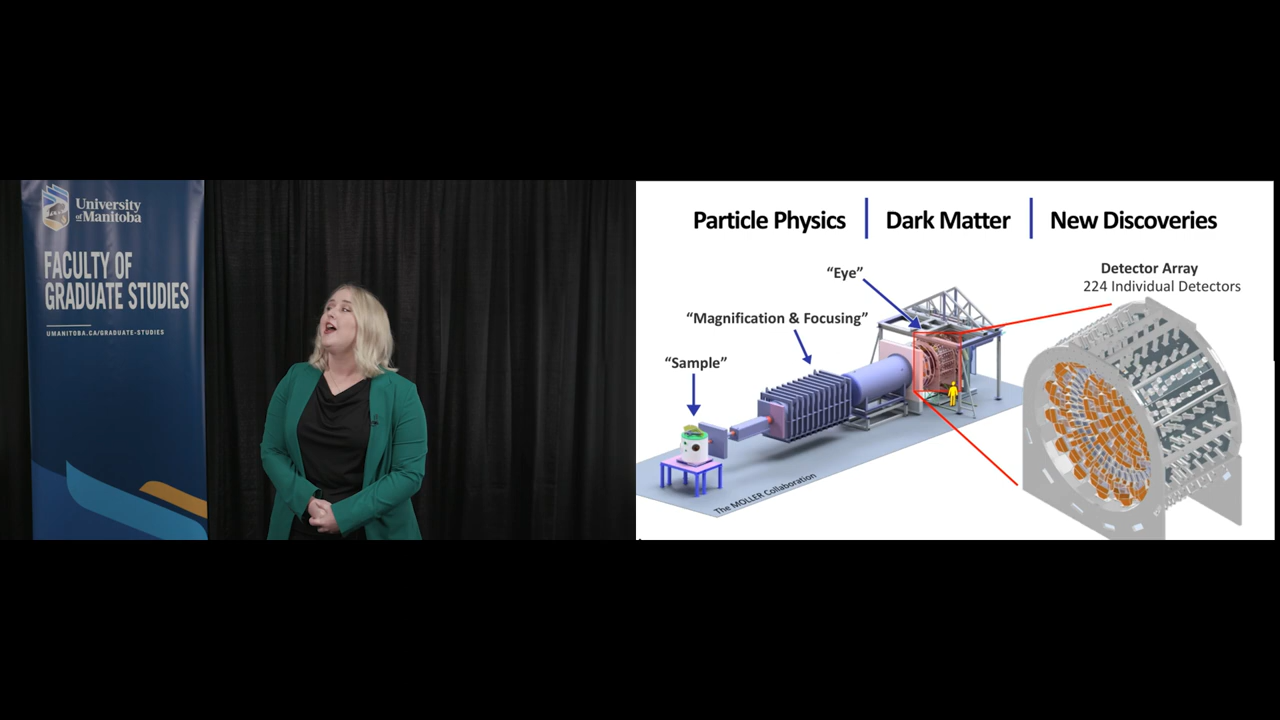 University
of Manitoba
FACULTY OF
GRADUATE STUDIES
UMANITOBA.CA/GRADUATE-STUDIES
Particle Physics | Dark Matter | New Discoveries
"Eye"
Detector Array
224 Individual Detectors
"Magnification & Focusing"
"Sample"
The MOLLER Collaboration